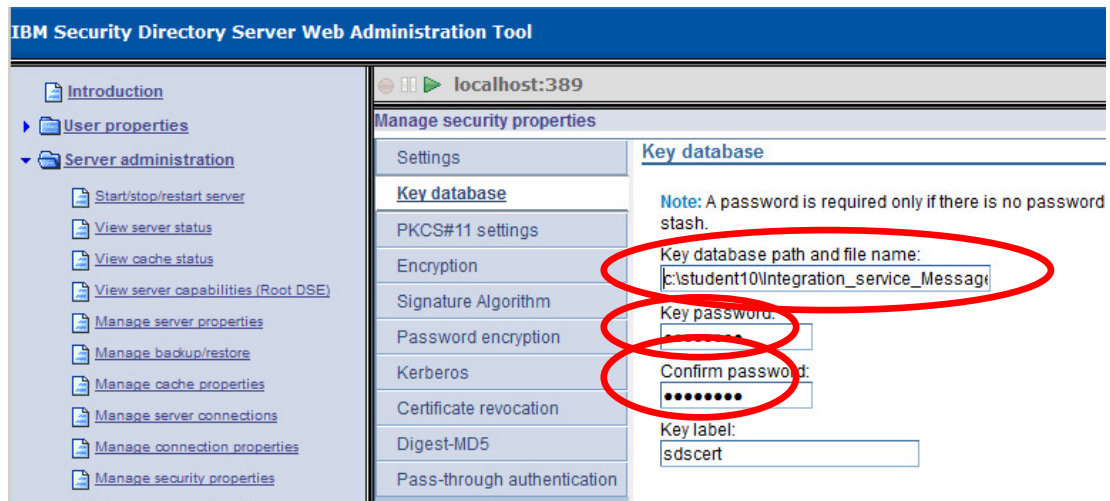 IBM Security Directory Server Web Administration Tool
Introduction
User properties
Server administration
Start/stop/restart server
View server status
View cache status
View server capabilities (Root DSE)
Manage server properties
Manage backup/restore
Manage cache properties
Manage server connections
Manage connection properties
Manage security properties
localhost:389
Manage security properties
Settings
Key database
PKCS#11 settings
Encryption
Signature Algorithm
Password encryption
Kerberos
Certificate revocation
Digest-MD5
Pass-through authentication
Key database
Note: A password is required only if there is no password
stash.
Key database path and file name:
c:\student10\Integration_service_Message
Key password:
●●●●●●●●
Confirm password:
●●●●●●●●
Key label:
sdscert